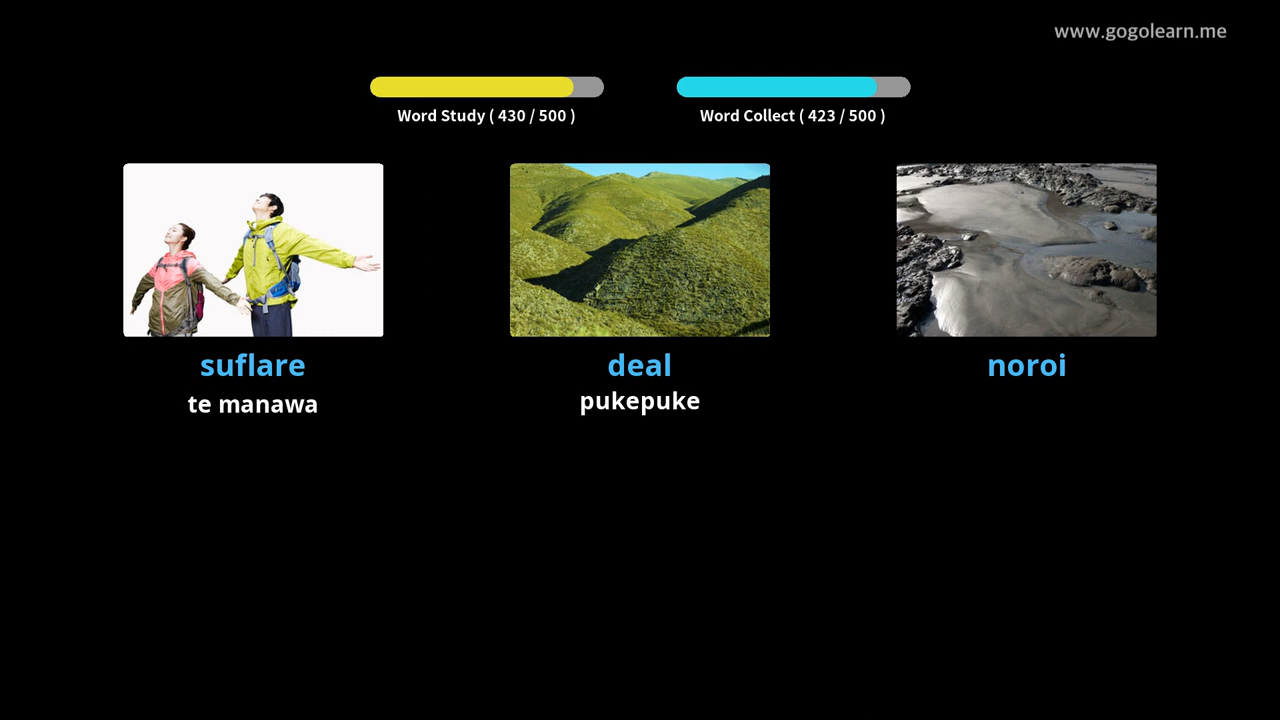 www.gogolearn.me
Word Study ( 430 / 500 )
Word Collect ( 423 / 500 )
suflare
te manawa
deal
pukepuke
noroi